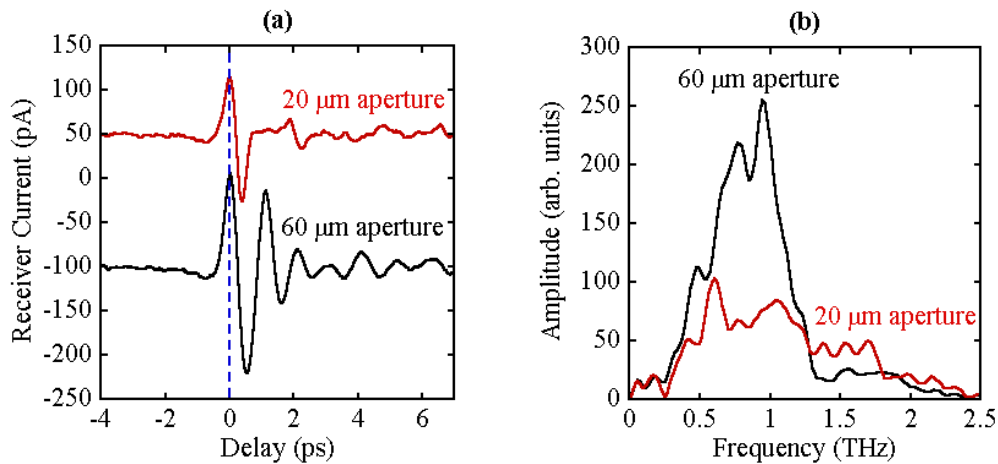 (a)
150
100
50
0
-50
-100
-150
-200
-250
Receiver Current (pA)
20 μm aperture
60 μm aperture
-4
-2
0
2
4
6
Delay (ps)
(b)
300
250
200
150
100
50
0
Amplitude (arb. units)
60 μm aperture
20 μm aperture
0
0.5
1
1.5
2
2.5
Frequency (THz)